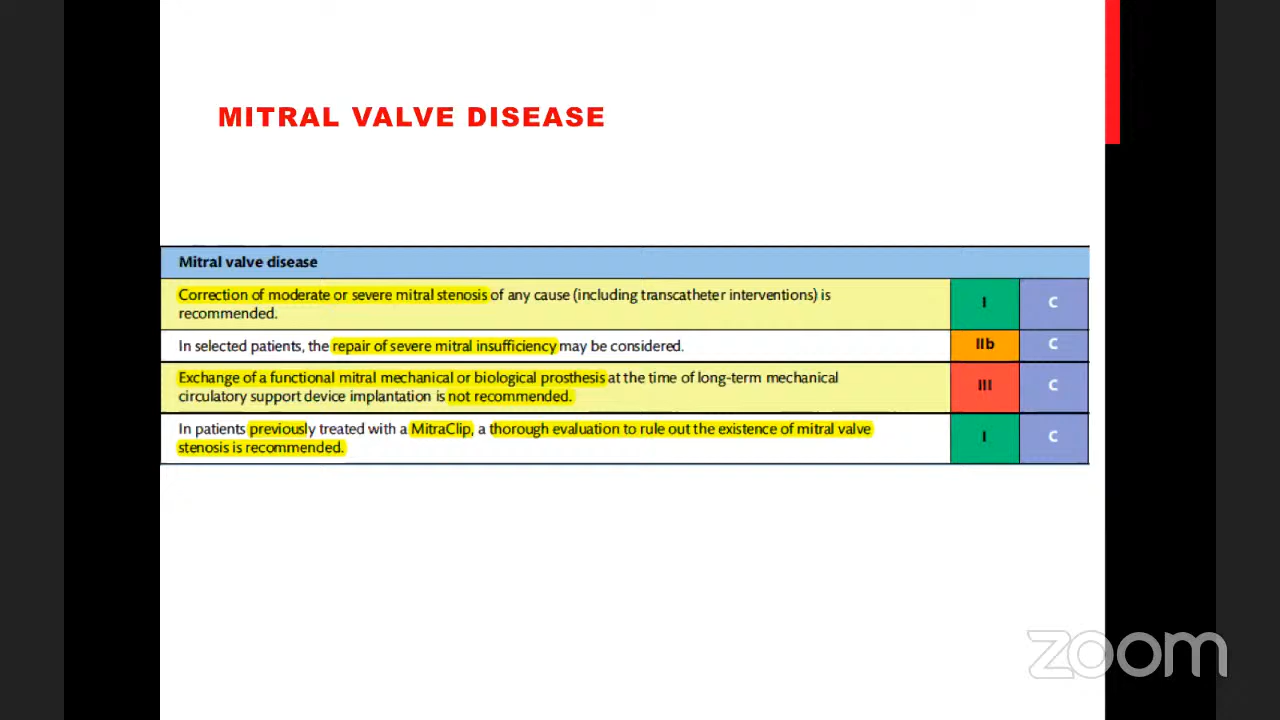 MITRAL VALVE DISEASE
Mitral valve disease
Correction of moderate or severe mitral stenosis of any cause (including transcatheter interventions) is
recommended.
I
C
In selected patients, the repair of severe mitral insufficiency may be considered.
IIb
C
Exchange of a functional mitral mechanical or biological prosthesis at the time of long-term mechanical
circulatory support device implantation is not recommended.
III
C
In patients previously treated with a MitraClip, a thorough evaluation to rule out the existence of mitral valve
stenosis is recommended.
I
C
zoom